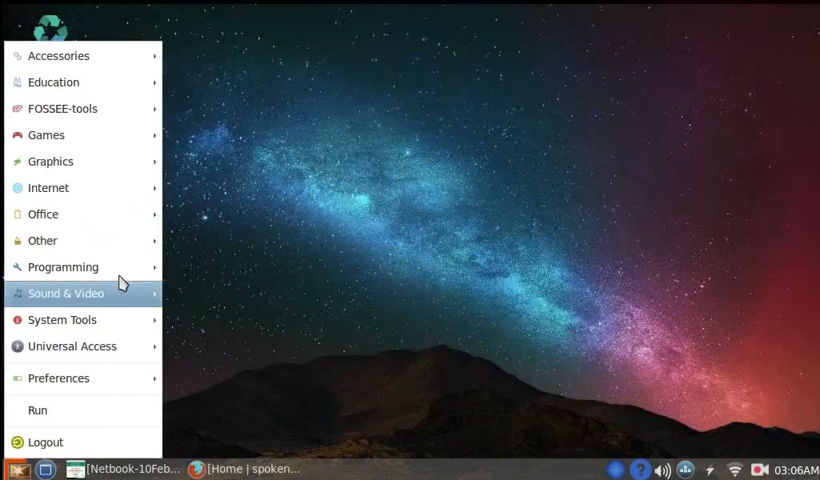 Accessories
Education
FOSSEE-tools
Games
Graphics
Internet
Office
Other
Programming
Sound & Video
System Tools
Universal Access
Preferences
Run
Logout
[Netbook-10Feb... [Home | spoken... 03:06AM